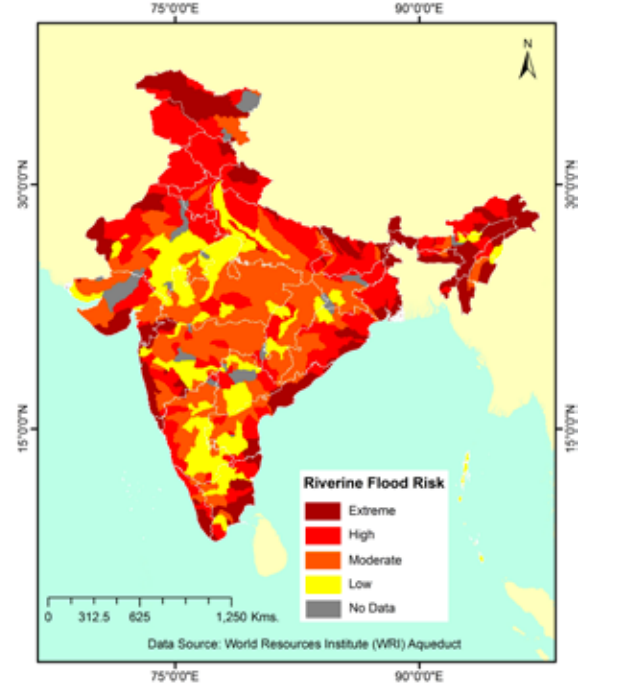 75°0'0"E 90°0'0"E
N
30°0'0"N 30°0'0"N
15°0'0"N 15°0'0"N
Riverine Flood Risk
Extreme
High
Moderate
Low
No Data
0 312.5 625 1,250 Kms.
Data Source: World Resources Institute (WRI) Aqueduct
75°0'0"E 90°0'0"E